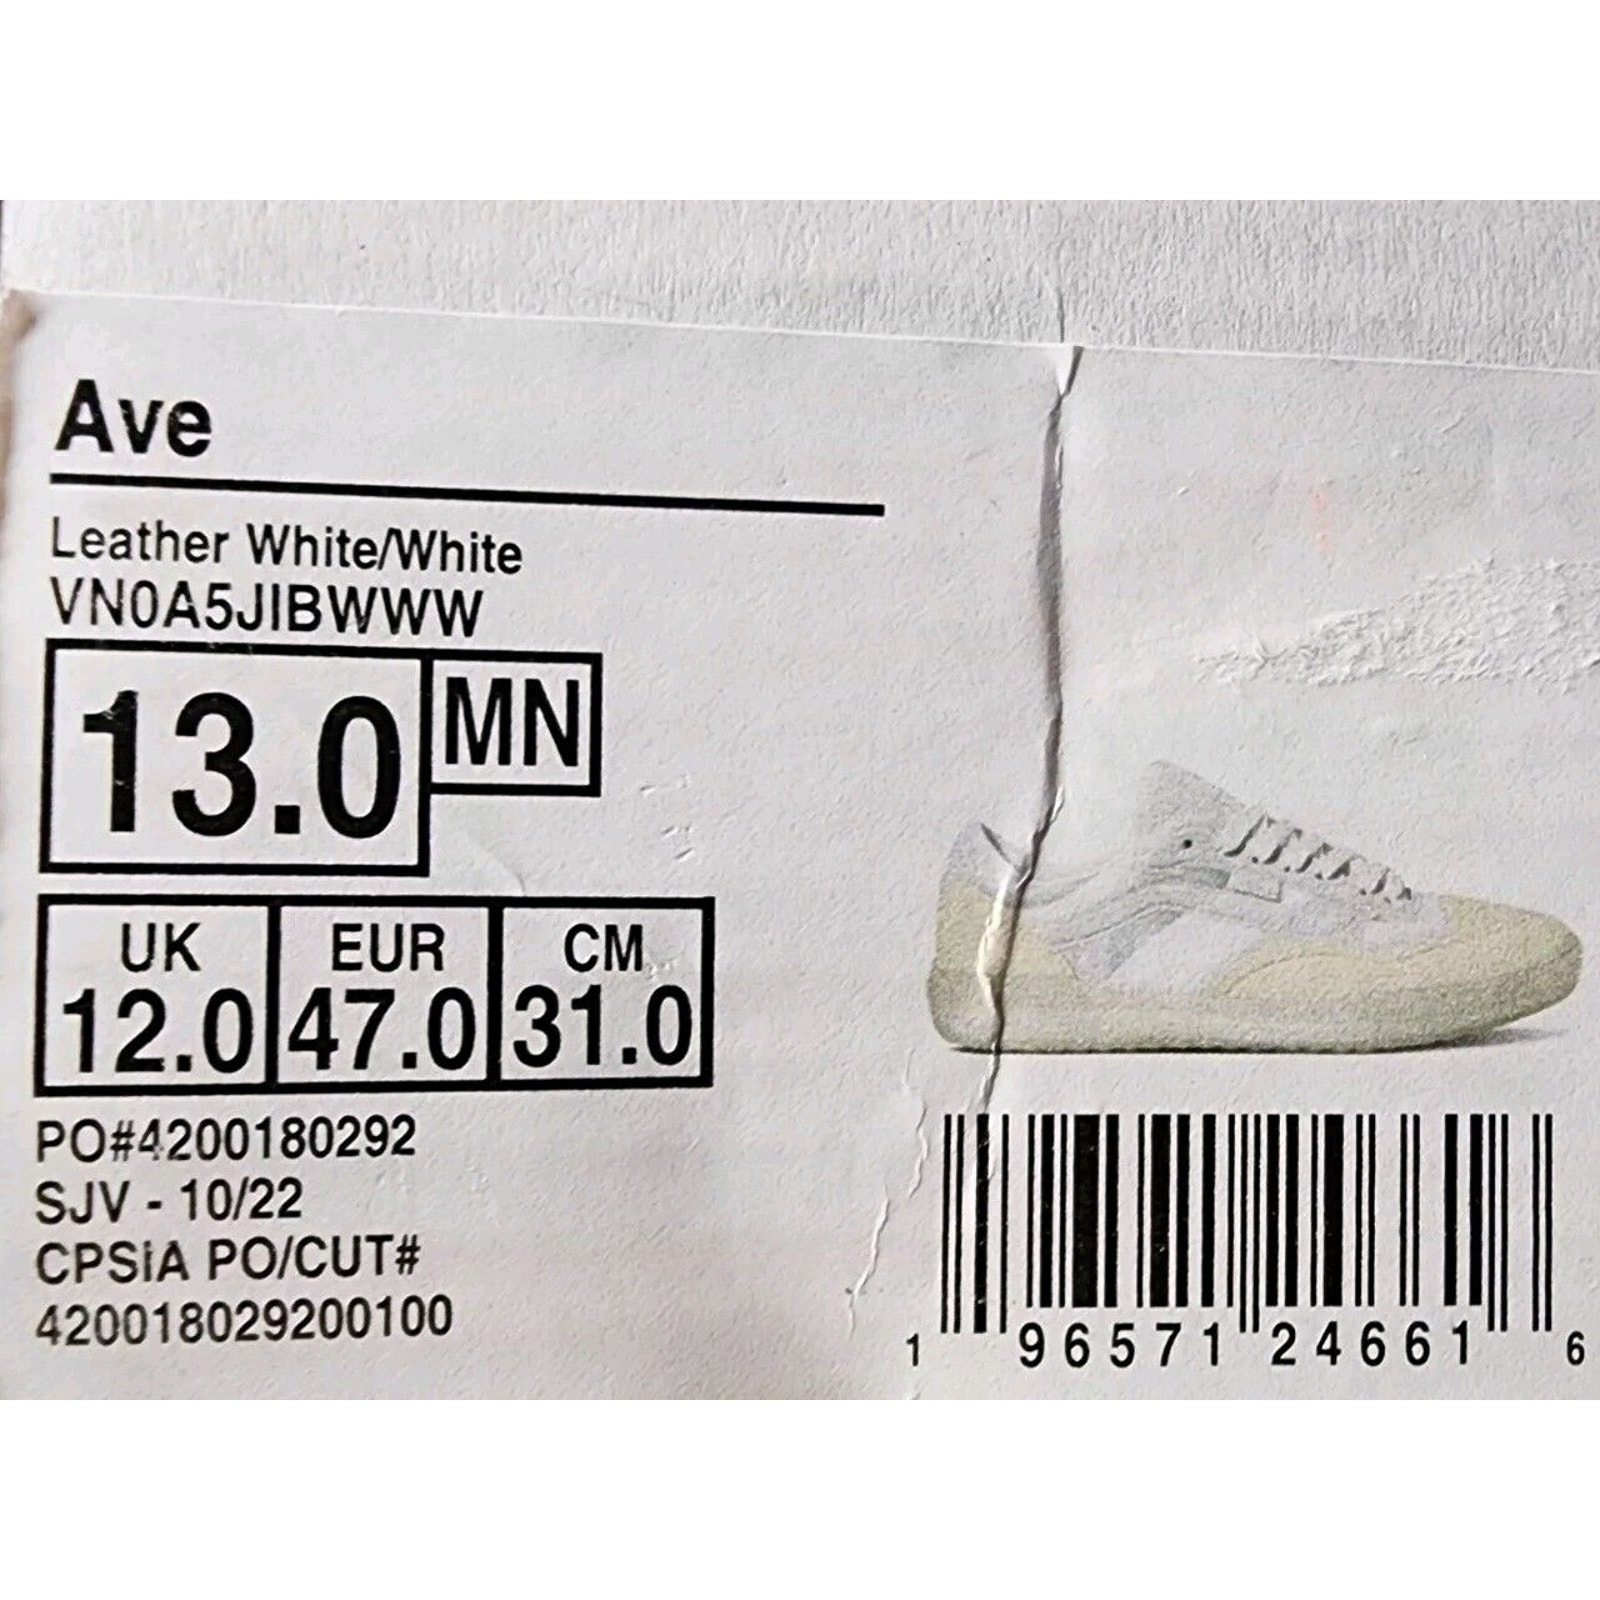 Ave
Leather White/White
VN0A5JIBWWW
13.0 MN
UK EUR CM
12.0 47.0 31.0
PO#4200180292
SJV - 10/22
CPSIA PO/CUT#
420018029200100
1 96571 24661 6